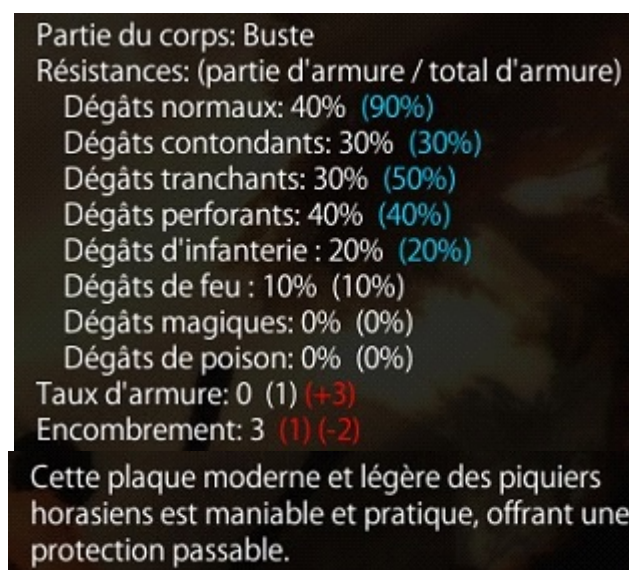 Partie du corps: Buste
Résistances: (partie d'armure / total d'armure)
Dégâts normaux: 40% (90%)
Dégâts contondants: 30% (30%)
Dégâts tranchants: 30% (50%)
Dégâts perforants: 40% (40%)
Dégâts d'infanterie : 20% (20%)
Dégâts de feu : 10% (10%)
Dégâts magiques: 0% (0%)
Dégâts de poison: 0% (0%)
Taux d'armure: 0 (1) (+3)
Encombrement: 3 (1) (-2)
Cette plaque moderne et légère des piquiers
horasiens est maniable et pratique, offrant une
protection passable.